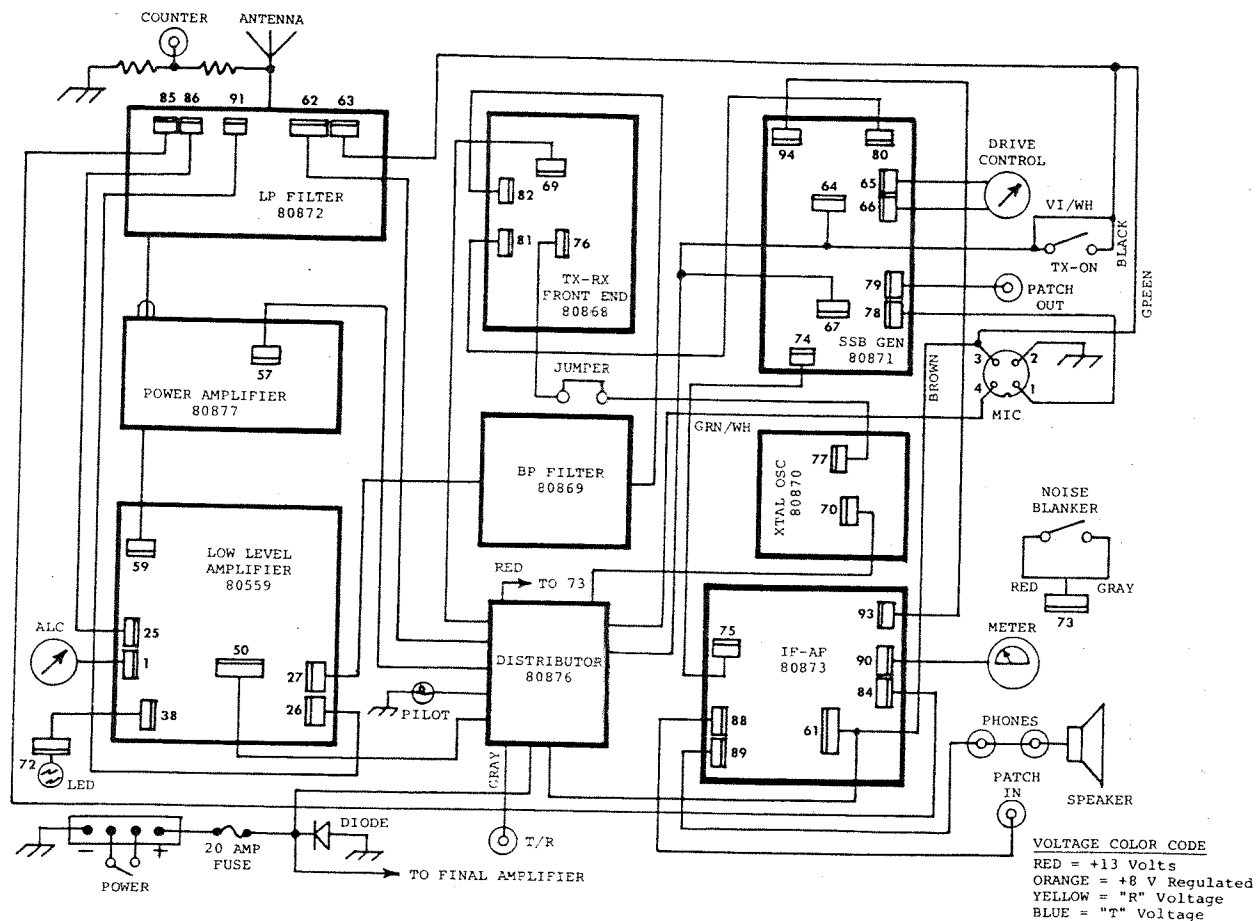 COUNTER
ANTENNA
85 86 91 62 63
LP FILTER
80872
94
80
69
82
81
76
TX-RX
FRONT END
80868
64
65
66
DRIVE
CONTROL
VI/WH
TX-ON
BLACK
GREEN
79
78
PATCH
OUT
67
74
SSB GEN
80871
57
POWER AMPLIFIER
80877
JUMPER
BROWN
3
2
4
1
MIC
GRN/WH
BP FILTER
80869
77
70
XTAL OSC
80870
NOISE
BLANKER
RED
GRAY
73
59
LOW LEVEL
AMPLIFIER
80559
RED
TO 73
ALC
25
1
50
27
26
38
72
LED
DISTRIBUTOR
80876
PILOT
GRAY
T/R
93
75
IF-AF
80873
90
84
METER
88
89
61
PHONES
SPEAKER
PATCH
IN
DIODE
- +
20 AMP
FUSE
POWER
TO FINAL AMPLIFIER
VOLTAGE COLOR CODE
RED = +13 Volts
ORANGE = +8 V Regulated
YELLOW = "R" Voltage
BLUE = "T" Voltage